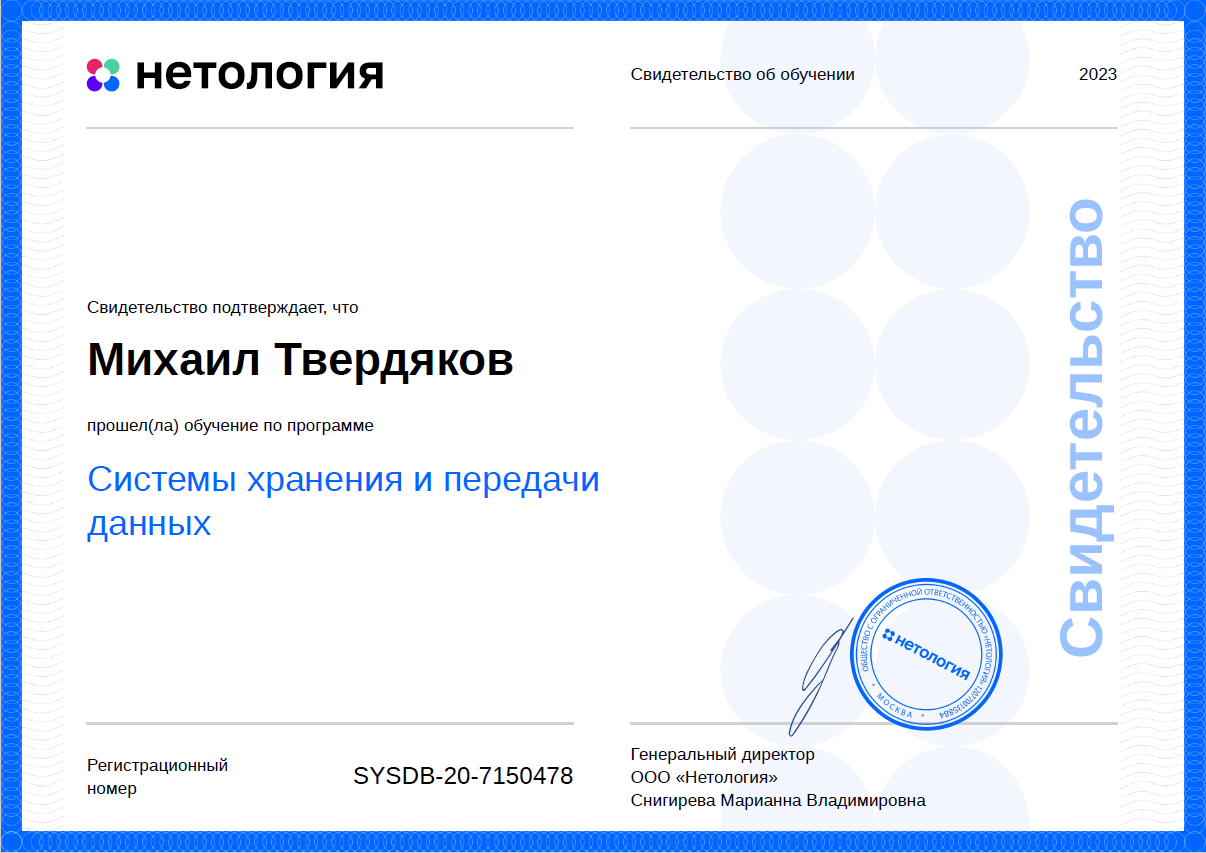 нетология
Свидетельство об обучении
2023
Свидетельство подтверждает, что
Михаил Твердяков
прошел(ла) обучение по программе
Системы хранения и передачи
данных
Свидетельство
ОБЩЕСТВО С ОГРАНИЧЕННОЙ ОТВЕТСТВЕННОСТЬЮ «НЕТОЛОГИЯ» 1207700135884
* МОСКВА *
нетология
Регистрационный
номер
SYSDB-20-7150478
Генеральный директор
ООО «Нетология»
Снигирева Марианна Владимировна